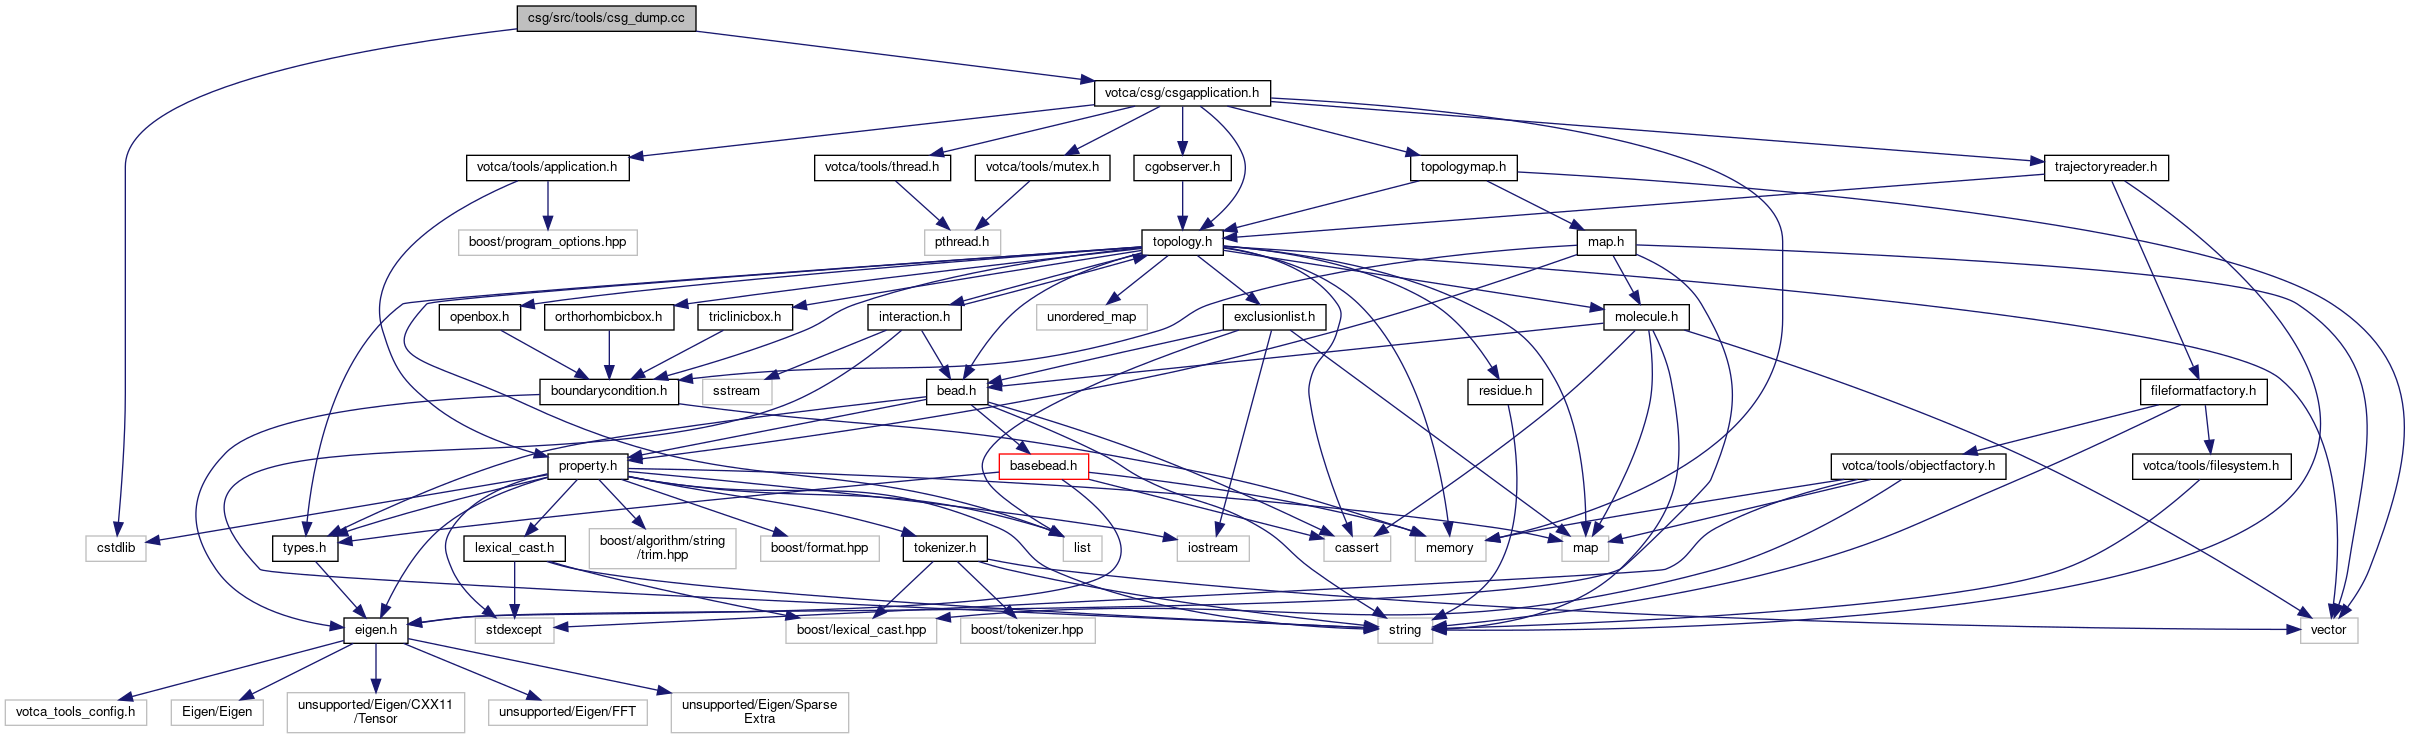 csg/src/tools/csg_dump.cc
votca/csg/csgapplication.h
votca/tools/application.h
votca/tools/thread.h
votca/tools/mutex.h
cgobserver.h
topologymap.h
trajectoryreader.h
boost/program_options.hpp
pthread.h
topology.h
map.h
openbox.h
orthorhombicbox.h
triclinicbox.h
interaction.h
unordered_map
exclusionlist.h
molecule.h
boundarycondition.h
sstream
bead.h
residue.h
fileformatfactory.h
property.h
basebead.h
votca/tools/objectfactory.h
votca/tools/filesystem.h
cstdlib
types.h
lexical_cast.h
boost/algorithm/string
/trim.hpp
boost/format.hpp
tokenizer.h
list
iostream
cassert
memory
map
eigen.h
stdexcept
boost/lexical_cast.hpp
boost/tokenizer.hpp
string
vector
votca_tools_config.h
Eigen/Eigen
unsupported/Eigen/CXX11
/Tensor
unsupported/Eigen/FFT
unsupported/Eigen/Sparse
Extra